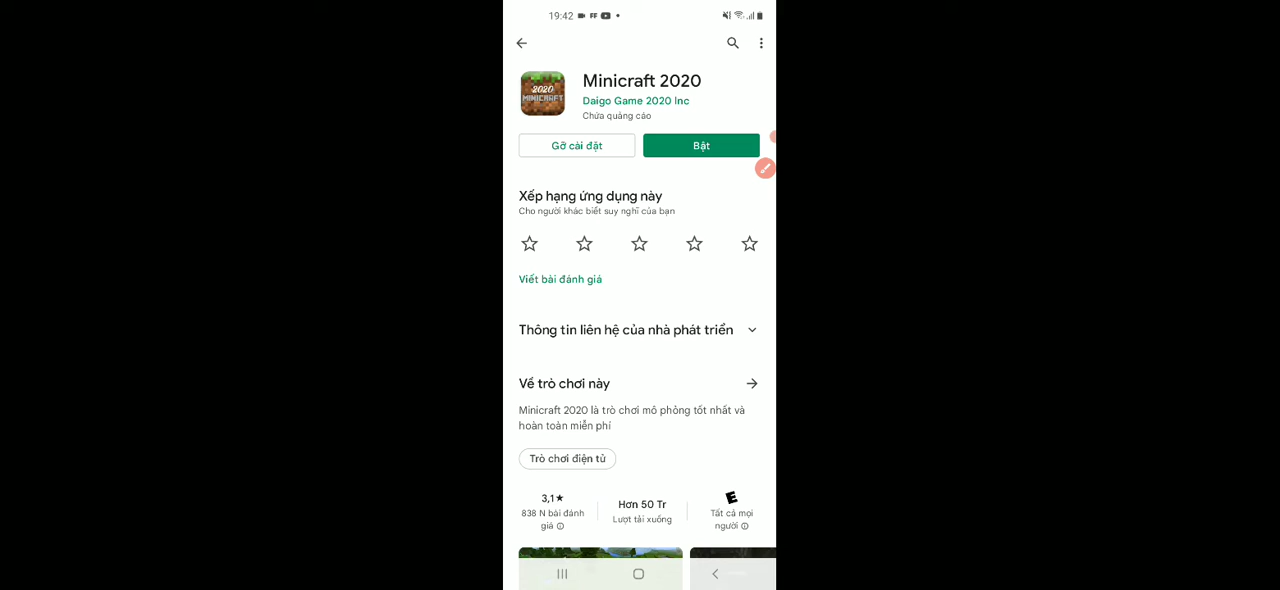 19:42
Minicraft 2020
2020
MINICRAFT
Daigo Game 2020 Inc
Chứa quảng cáo
Gỡ cài đặt
Bật
Xếp hạng ứng dụng này
Cho người khác biết suy nghĩ của bạn
Viết bài đánh giá
Thông tin liên hệ của nhà phát triển
Về trò chơi này
Minicraft 2020 là trò chơi mô phỏng tốt nhất và
hoàn toàn miễn phí
Trò chơi điện tử
3,1★
838 N bài đánh
giá
Hơn 50 Tr
Lượt tải xuống
E
Tất cả mọi
người